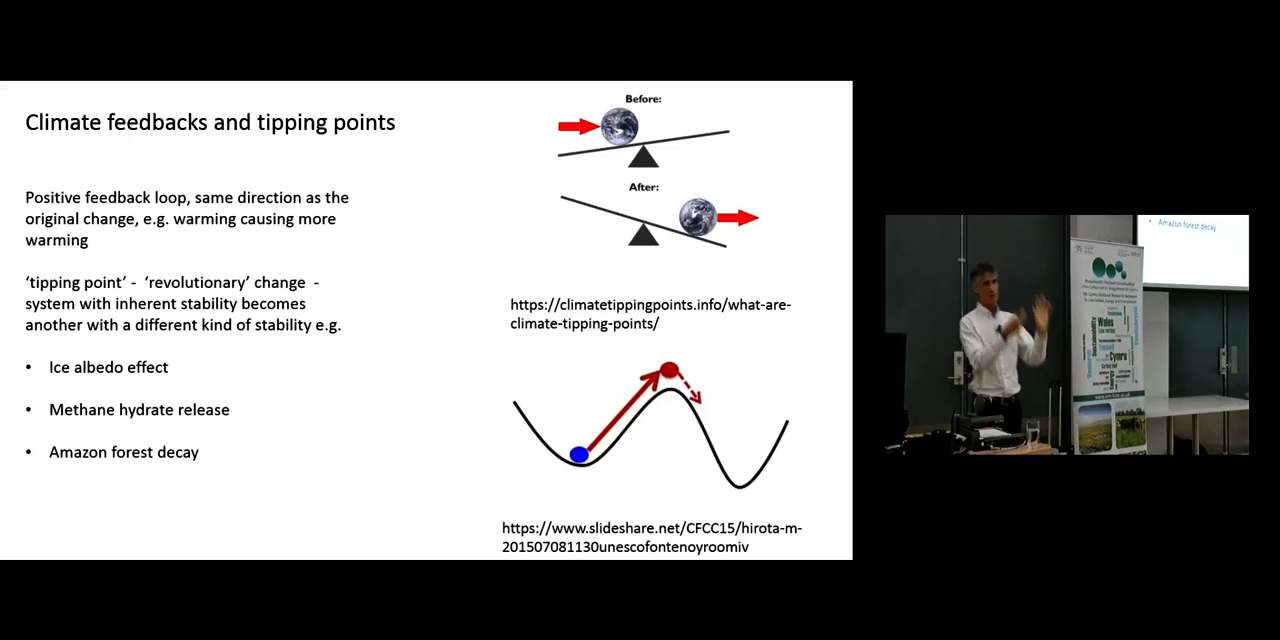 Climate feedbacks and tipping points
Positive feedback loop, same direction as the
original change, e.g. warming causing more
warming
‘tipping point’ - ‘revolutionary’ change -
system with inherent stability becomes
another with a different kind of stability e.g.
• Ice albedo effect
• Methane hydrate release
• Amazon forest decay
Before:
After:
https://climatetippingpoints.info/what-are-
climate-tipping-points/
https://www.slideshare.net/CFCC15/hirota-m-
201507081130unescofontenoyroomiv
• Amazon forest decay
Wales
Cymru